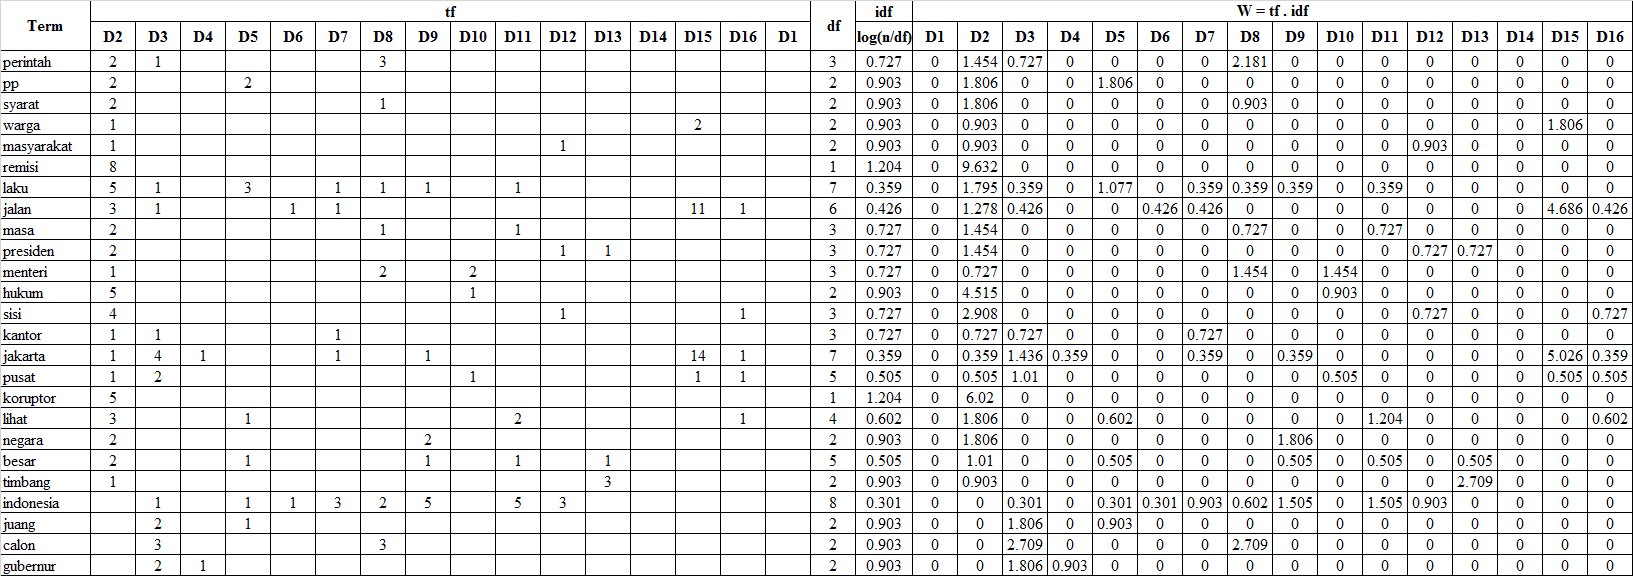 Term tf df idf W = tf . idf
D2 D3 D4 D5 D6 D7 D8 D9 D10 D11 D12 D13 D14 D15 D16 D1 log(n/df) D1 D2 D3 D4 D5 D6 D7 D8 D9 D10 D11 D12 D13 D14 D15 D16
perintah 2 1 3 3 0.727 0 1.454 0.727 0 0 0 0 2.181 0 0 0 0 0 0 0 0
pp 2 2 2 0.903 0 1.806 0 0 1.806 0 0 0 0 0 0 0 0 0 0 0
syarat 2 1 2 0.903 0 1.806 0 0 0 0 0 0.903 0 0 0 0 0 0 0 0
warga 1 2 2 0.903 0 0.903 0 0 0 0 0 0 0 0 0 0 0 0 1.806 0
masyarakat 1 1 2 0.903 0 0.903 0 0 0 0 0 0 0 0 0 0.903 0 0 0 0
remisi 8 1 1.204 0 9.632 0 0 0 0 0 0 0 0 0 0 0 0 0 0
laku 5 1 3 1 1 1 1 7 0.359 0 1.795 0.359 0 1.077 0 0.359 0.359 0.359 0 0.359 0 0 0 0 0
jalan 3 1 1 1 11 1 6 0.426 0 1.278 0.426 0 0 0.426 0.426 0 0 0 0 0 0 0 4.686 0.426
masa 2 1 1 3 0.727 0 1.454 0 0 0 0 0 0.727 0 0 0.727 0 0 0 0 0
presiden 2 1 1 3 0.727 0 1.454 0 0 0 0 0 0 0 0 0 0.727 0.727 0 0 0
menteri 1 2 2 3 0.727 0 0.727 0 0 0 0 0 1.454 0 1.454 0 0 0 0 0 0
hukum 5 1 2 0.903 0 4.515 0 0 0 0 0 0 0 0.903 0 0 0 0 0 0
sisi 4 1 1 3 0.727 0 2.908 0 0 0 0 0 0 0 0 0 0.727 0 0 0 0.727
kantor 1 1 1 3 0.727 0 0.727 0.727 0 0 0 0.727 0 0 0 0 0 0 0 0 0
jakarta 1 4 1 1 1 14 1 7 0.359 0 0.359 1.436 0.359 0 0 0.359 0 0.359 0 0 0 0 0 5.026 0.359
pusat 1 2 1 1 1 5 0.505 0 0.505 1.01 0 0 0 0 0 0 0.505 0 0 0 0 0.505 0.505
koruptor 5 1 1.204 0 6.02 0 0 0 0 0 0 0 0 0 0 0 0 0 0
lihat 3 1 2 1 4 0.602 0 1.806 0 0 0.602 0 0 0 0 0 1.204 0 0 0 0 0.602
negara 2 2 2 0.903 0 1.806 0 0 0 0 0 0 1.806 0 0 0 0 0 0 0
besar 2 1 1 1 1 5 0.505 0 1.01 0 0 0.505 0 0 0 0.505 0 0.505 0 0.505 0 0 0
timbang 1 3 2 0.903 0 0.903 0 0 0 0 0 0 0 0 0 0 2.709 0 0 0
indonesia 1 1 1 3 2 5 5 3 8 0.301 0 0 0.301 0 0.301 0.301 0.903 0.602 1.505 0 1.505 0.903 0 0 0 0
juang 2 1 2 0.903 0 0 1.806 0 0.903 0 0 0 0 0 0 0 0 0 0 0
calon 3 3 2 0.903 0 0 2.709 0 0 0 0 2.709 0 0 0 0 0 0 0 0
gubernur 2 1 2 0.903 0 0 1.806 0.903 0 0 0 0 0 0 0 0 0 0 0 0